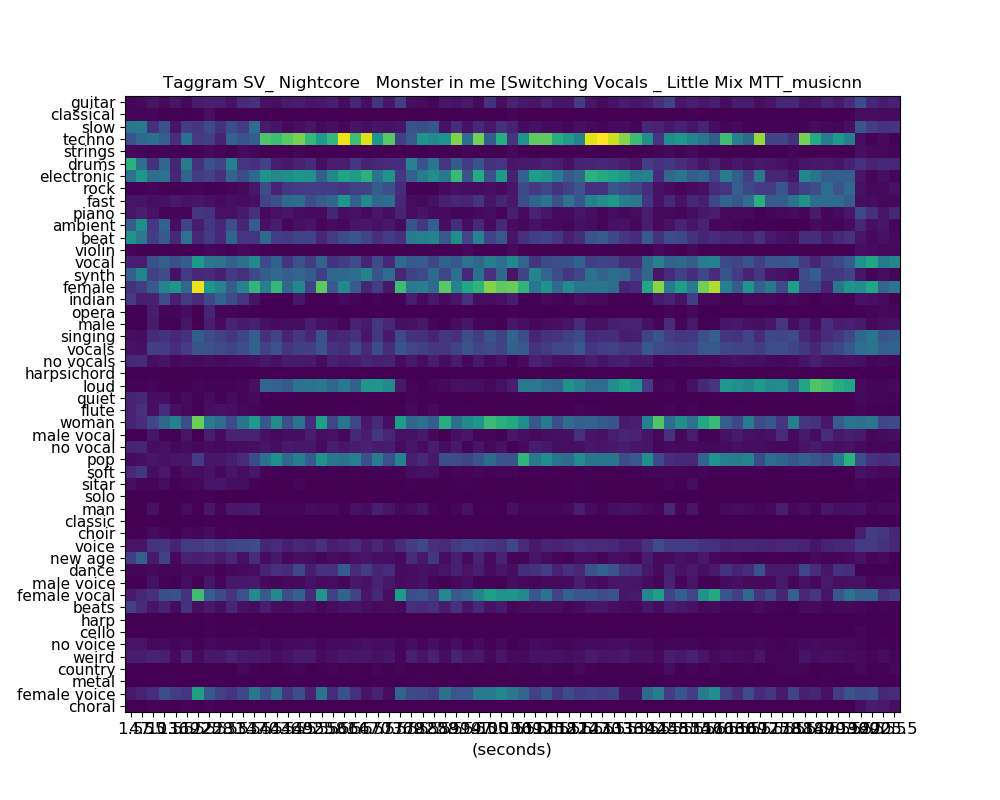 Taggram SV_ Nightcore   Monster in me [Switching Vocals _ Little Mix MTT_musicnn
guitar
classical
slow
techno
strings
drums
electronic
rock
fast
piano
ambient
beat
violin
vocal
synth
female
indian
opera
male
singing
vocals
no vocals
harpsichord
loud
quiet
flute
woman
male vocal
no vocal
pop
soft
sitar
solo
man
classic
choir
voice
new age
dance
male voice
female vocal
beats
harp
cello
no voice
weird
country
metal
female voice
choral
(seconds)